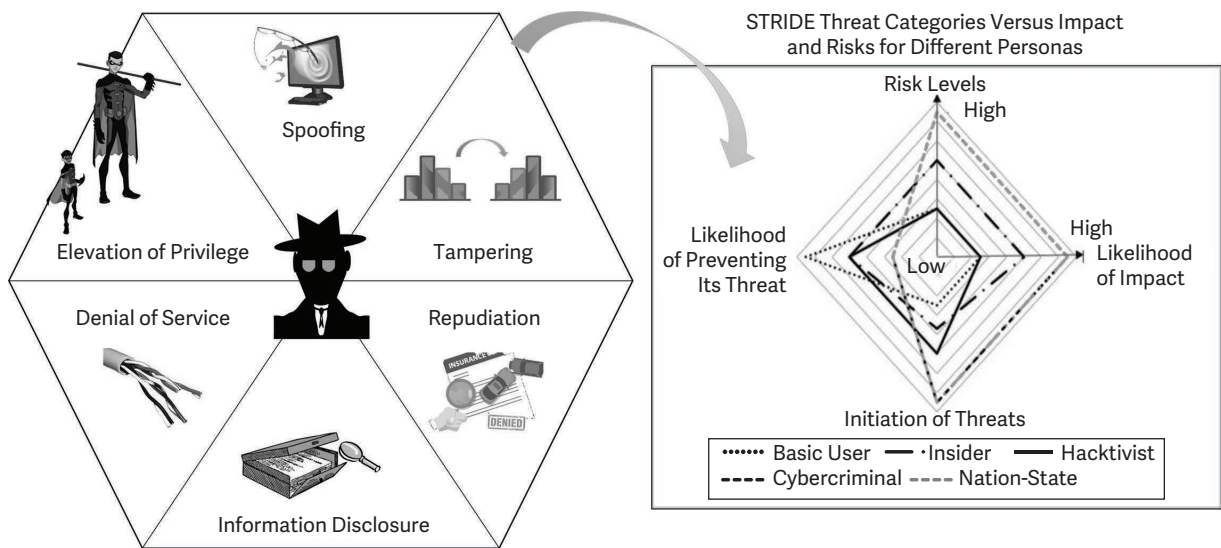 Spoofing
Elevation of Privilege
Tampering
Denial of Service
Repudiation
INSURANCE
DENIED
Information Disclosure
STRIDE Threat Categories Versus Impact
and Risks for Different Personas
Risk Levels
High
Likelihood
of Preventing
Its Threat
Low
High
Likelihood
of Impact
Initiation of Threats
Basic User
Insider
Hacktivist
Cybercriminal
Nation-State